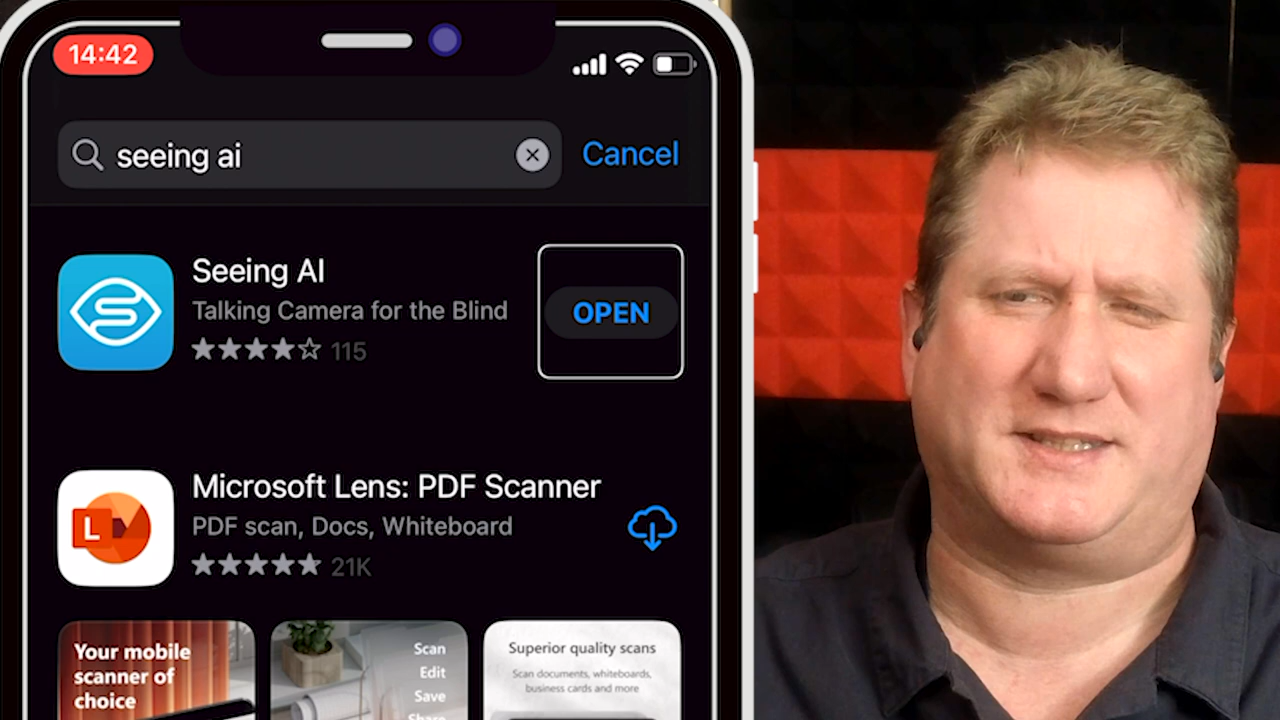 14:42
seeing ai
Cancel
Seeing AI
Talking Camera for the Blind
115
OPEN
Microsoft Lens: PDF Scanner
PDF scan, Docs, Whiteboard
21K
L
Your mobile
scanner of
choice
Scan
Edit
Save
Share
Superior quality scans
Scan documents, whiteboards,
business cards and more